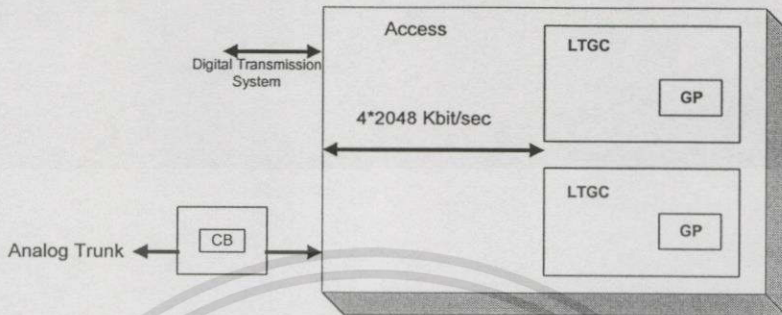 Access
LTGC
Digital Transmission
System
GP
4*2048 Kbit/sec
LTGC
Analog Trunk
CB
GP